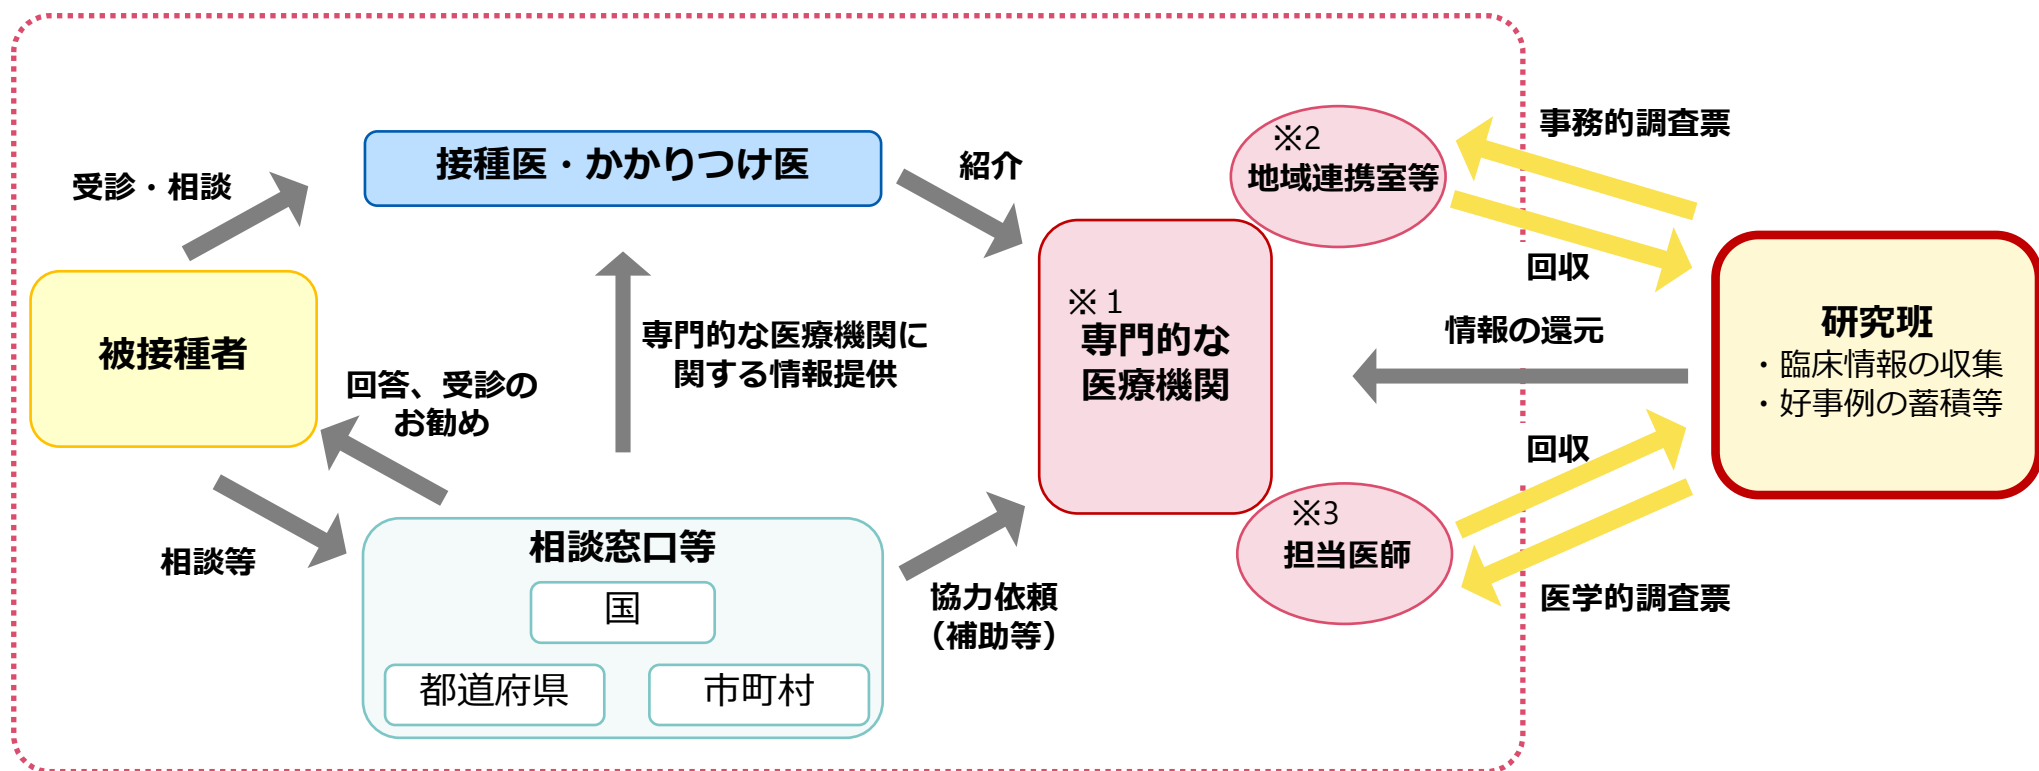 受診・相談
接種医・かかりつけ医
紹介
※2
地域連携室等
事務的調査票
回収
被接種者
回答、受診の
お勧め
専門的な医療機関に
関する情報提供
※１
専門的な
医療機関
情報の還元
研究班
・臨床情報の収集
・好事例の蓄積等
回収
相談等
相談窓口等
国
都道府県
市町村
協力依頼
（補助等）
※3
担当医師
医学的調査票